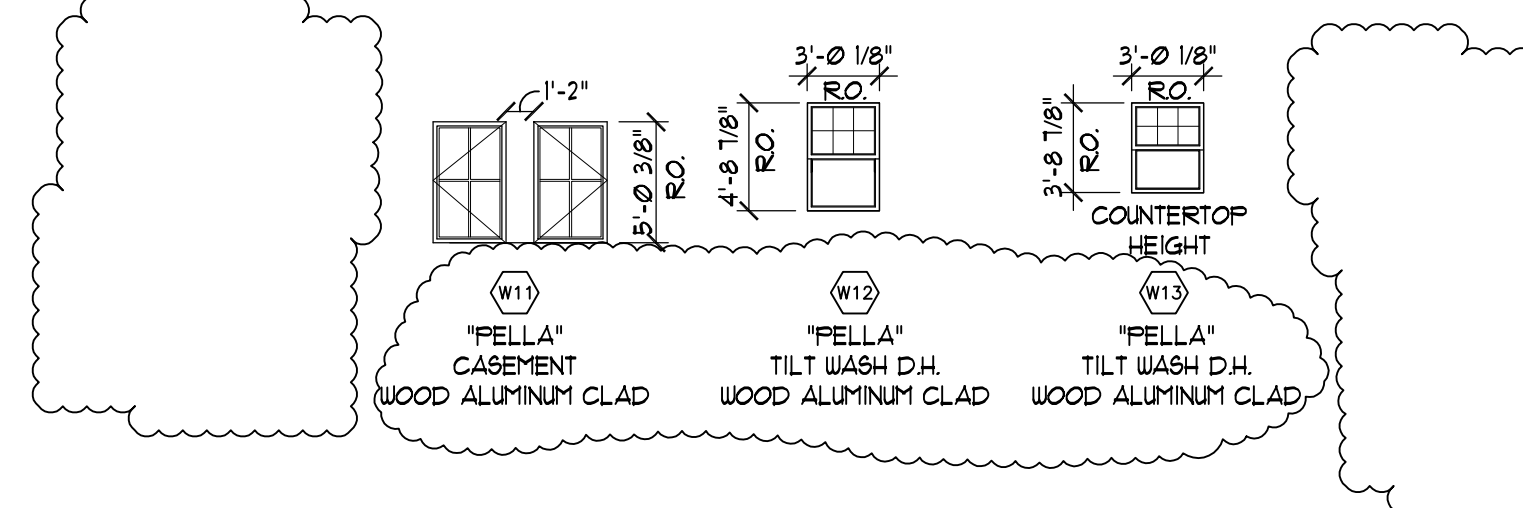 1'-2"
5'-0 3/8"
R.O.
W11
"PELLA"
CASEMENT
WOOD ALUMINUM CLAD
3'-0 1/8"
R.O.
4'-8 7/8"
R.O.
W12
"PELLA"
TILT WASH D.H.
WOOD ALUMINUM CLAD
3'-0 1/8"
R.O.
3'-8 7/8"
R.O.
COUNTERTOP
HEIGHT
W13
"PELLA"
TILT WASH D.H.
WOOD ALUMINUM CLAD